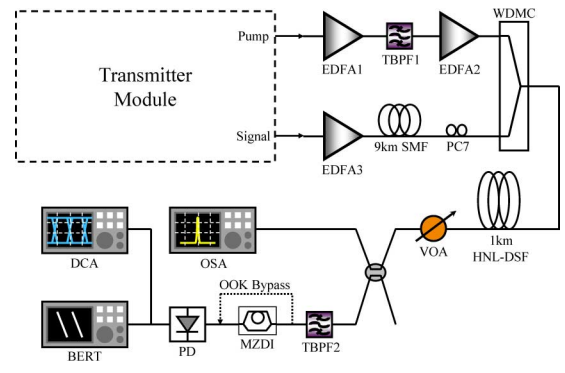 WDMC
Pump
EDFA1
TBPF1
EDFA2
Transmitter
Module
Signal
EDFA3
9km SMF
PC7
DCA
OSA
VOA
1km
HNL-DSF
OOK Bypass
BERT
PD
MZDI
TBPF2